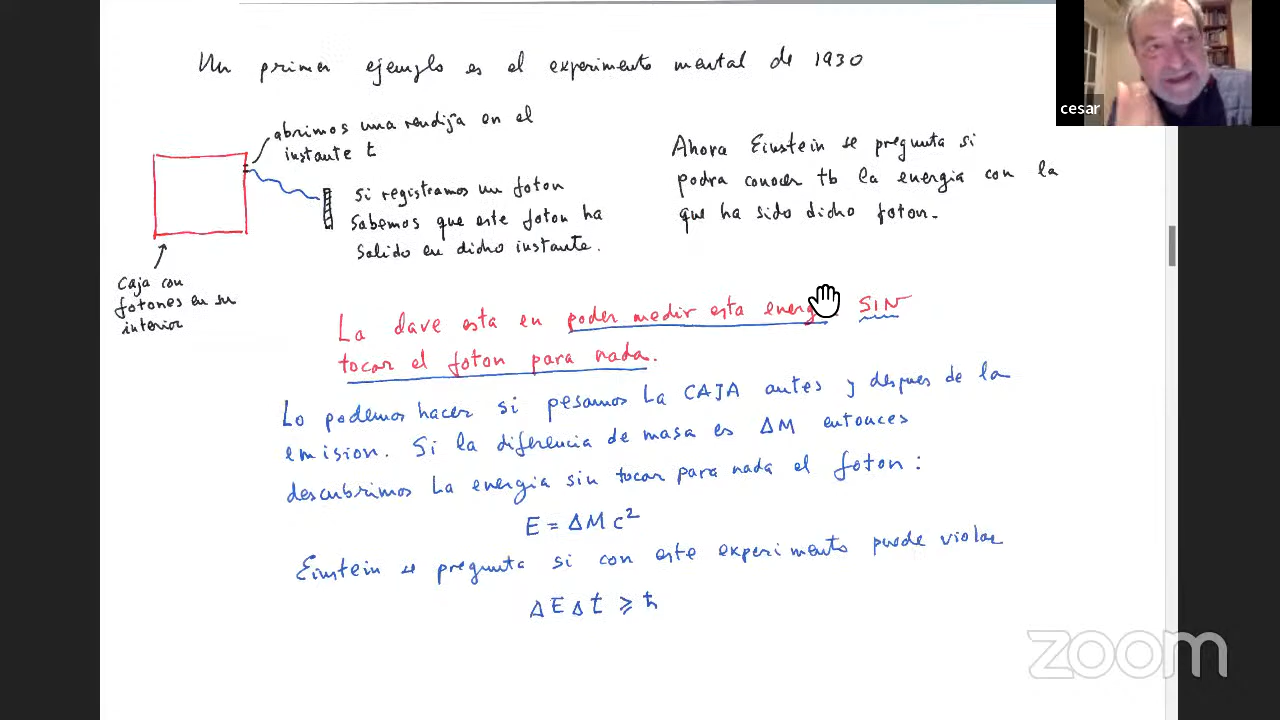 Un primer ejemplo es el experimento mental de 1930
cesar
abrimos una rendija en el
instante t
si registramos un foton
sabemos que este foton ha
salido en dicho instante.
Caja con
fotones en su
interior
Ahora Einstein se pregunta si
podra conocer tb la energia con la
que ha sido dicho foton.
La clave esta en poder medir esta energ SIN
tocar el foton para nada.
Lo podemos hacer si pesamos La CAJA antes y despues de la
emision. Si la diferencia de masa es ΔM entonces
descubrimos La energia sin tocar para nada el foton :
E = ΔM c²
Einstein se pregunta si con este experimento puede violar
ΔE Δt ≥ ħ
zoom